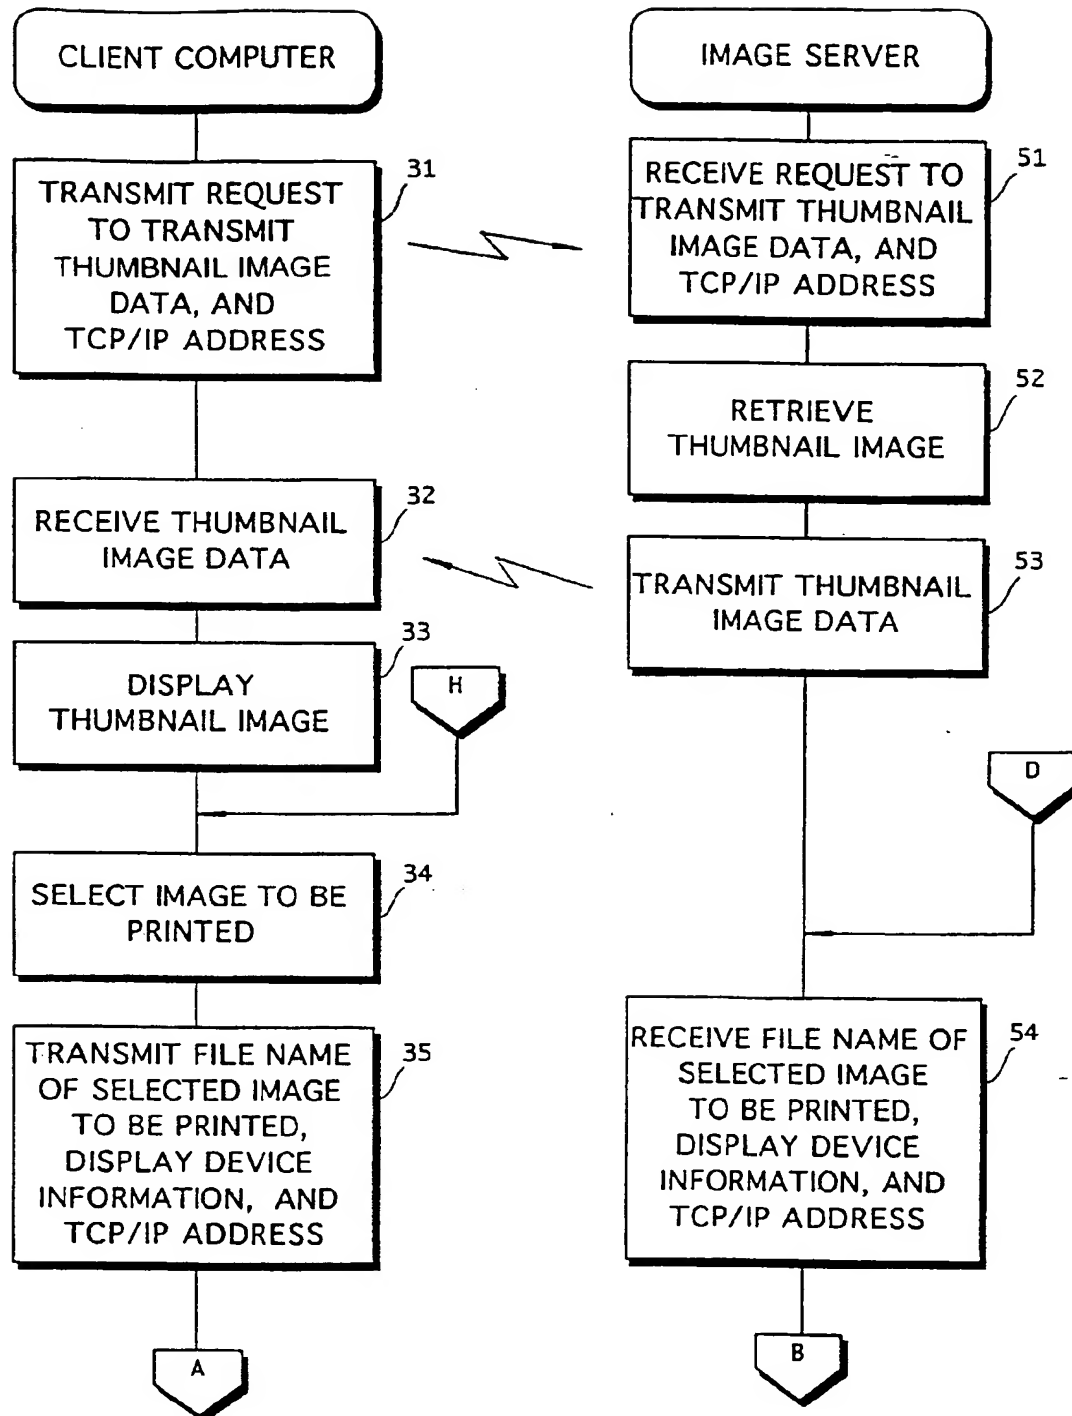 CLIENT COMPUTER
31
TRANSMIT REQUEST
TO TRANSMIT
THUMBNAIL IMAGE
DATA, AND
TCP/IP ADDRESS
32
RECEIVE THUMBNAIL
IMAGE DATA
33
DISPLAY
THUMBNAIL IMAGE
H
34
SELECT IMAGE TO BE
PRINTED
35
TRANSMIT FILE NAME
OF SELECTED IMAGE
TO BE PRINTED,
DISPLAY DEVICE
INFORMATION, AND
TCP/IP ADDRESS
A
IMAGE SERVER
51
RECEIVE REQUEST TO
TRANSMIT THUMBNAIL
IMAGE DATA, AND
TCP/IP ADDRESS
52
RETRIEVE
THUMBNAIL IMAGE
53
TRANSMIT THUMBNAIL
IMAGE DATA
D
54
RECEIVE FILE NAME OF
SELECTED IMAGE
TO BE PRINTED,
DISPLAY DEVICE
INFORMATION, AND
TCP/IP ADDRESS
B